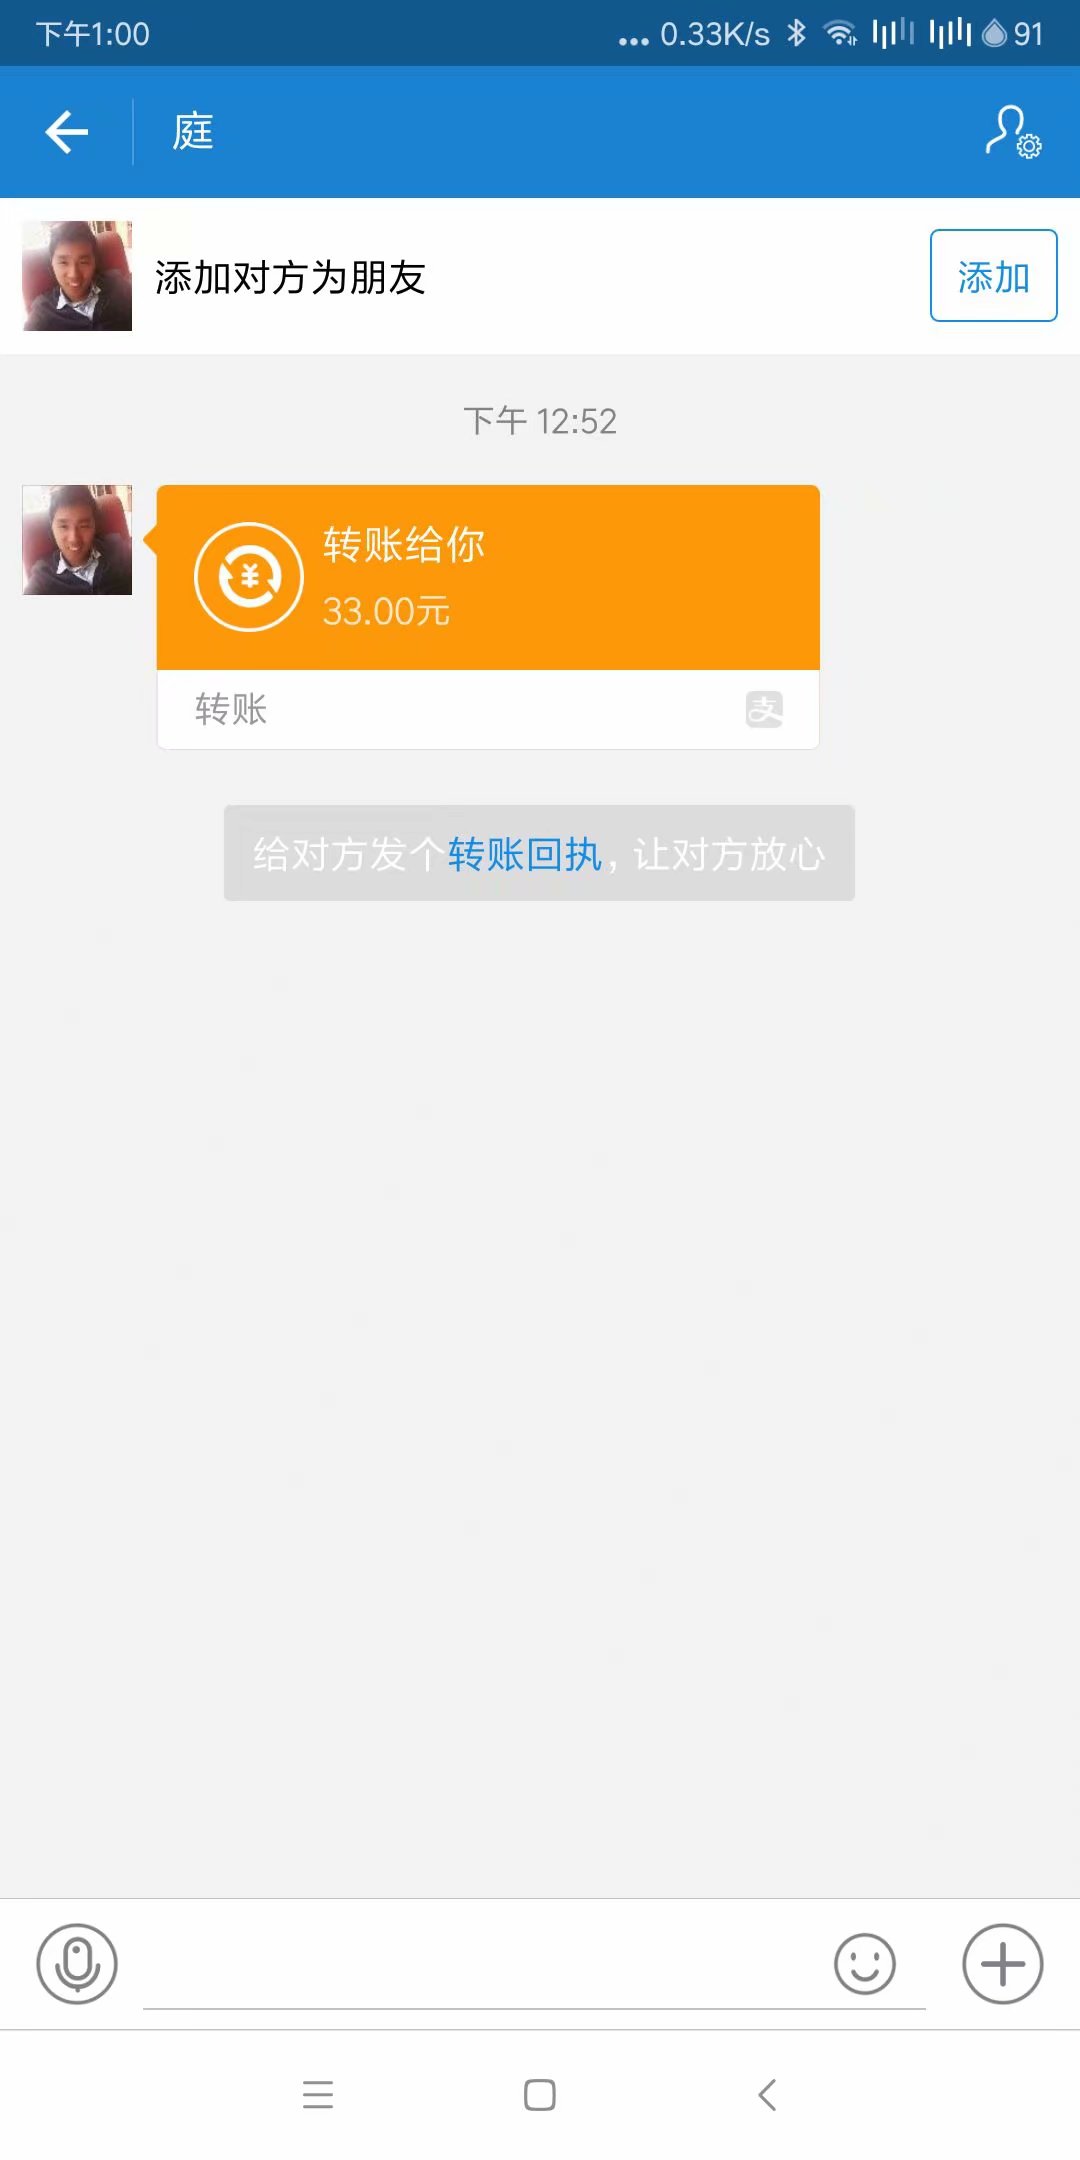 下午1:00
... 0.33K/s 91
庭
添加对方为朋友
添加
下午 12:52
转账给你
33.00元
转账
支
给对方发个转账回执，让对方放心